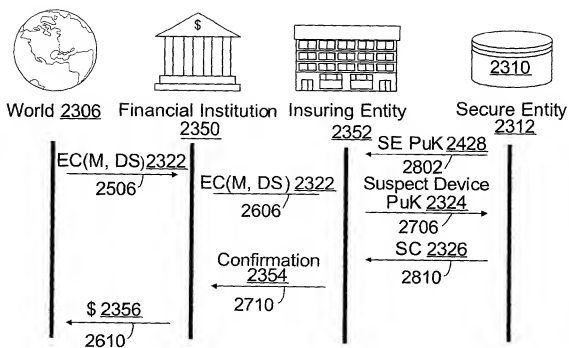 $
2310
World 2306 Financial Institution 2350 Insuring Entity 2352 Secure Entity 2312
SE PuK 2428
2802
EC(M, DS) 2322
2506
EC(M, DS) 2322
2606
Suspect Device
PuK 2324
2706
SC 2326
2810
Confirmation
2354
2710
$ 2356
2610